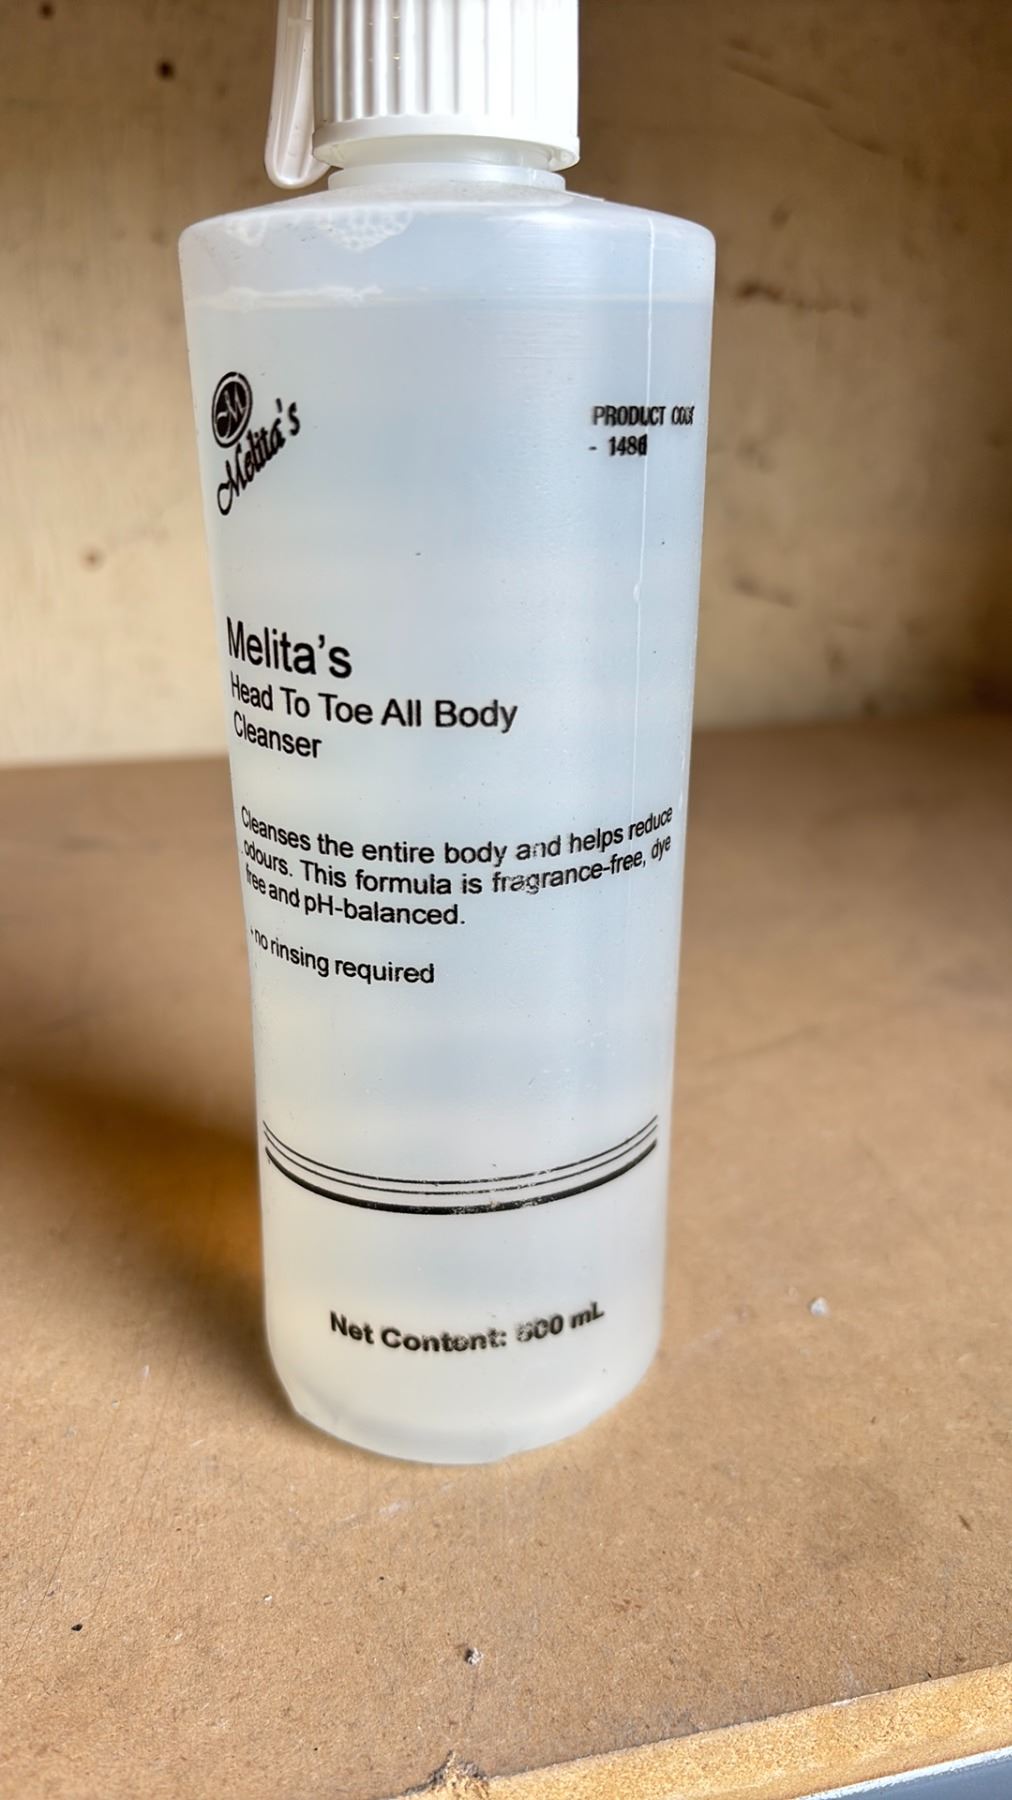 M
Melita's
PRODUCT CODE
Melita's
Head To Toe All Body
Cleanser
Cleanses the entire body and helps reduce
odours. This formula is fragrance-free, dye
free and pH-balanced.
-no rinsing required
Net Content: 500 mL